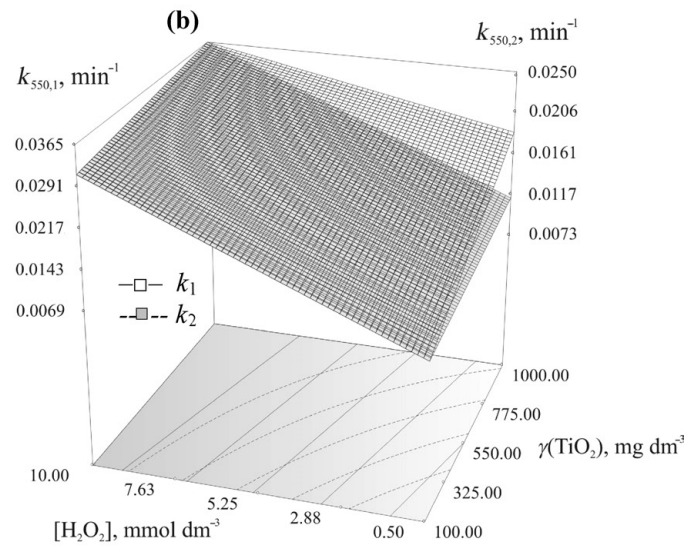 (b)
k550,1, min⁻¹
k550,2, min⁻¹
0.0365
0.0291
0.0217
0.0143
0.0069
0.0250
0.0206
0.0161
0.0117
0.0073
k1
k2
1000.00
775.00
550.00
325.00
100.00
γ(TiO₂), mg dm⁻³
10.00
7.63
5.25
2.88
0.50
[H₂O₂], mmol dm⁻³